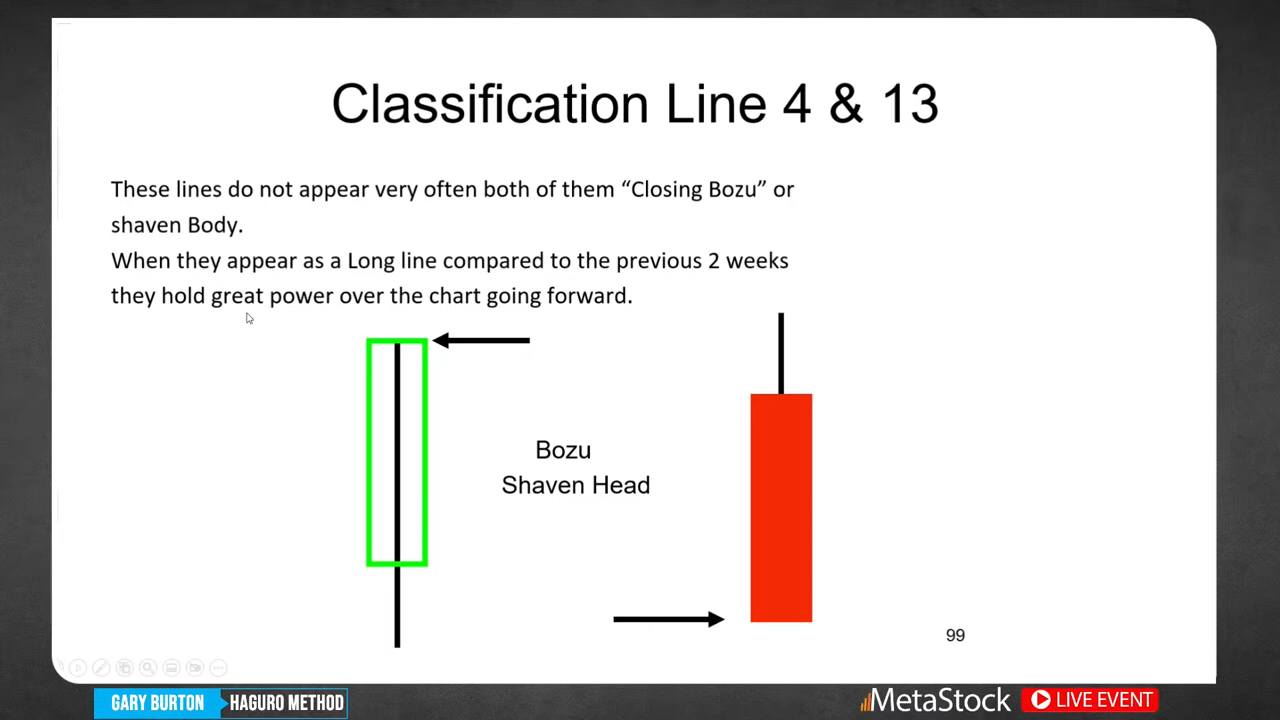 Classification Line 4 & 13
These lines do not appear very often both of them “Closing Bozu” or
shaven Body.
When they appear as a Long line compared to the previous 2 weeks
they hold great power over the chart going forward.
Bozu
Shaven Head
99
GARY BURTON HAGURO METHOD
MetaStock LIVE EVENT